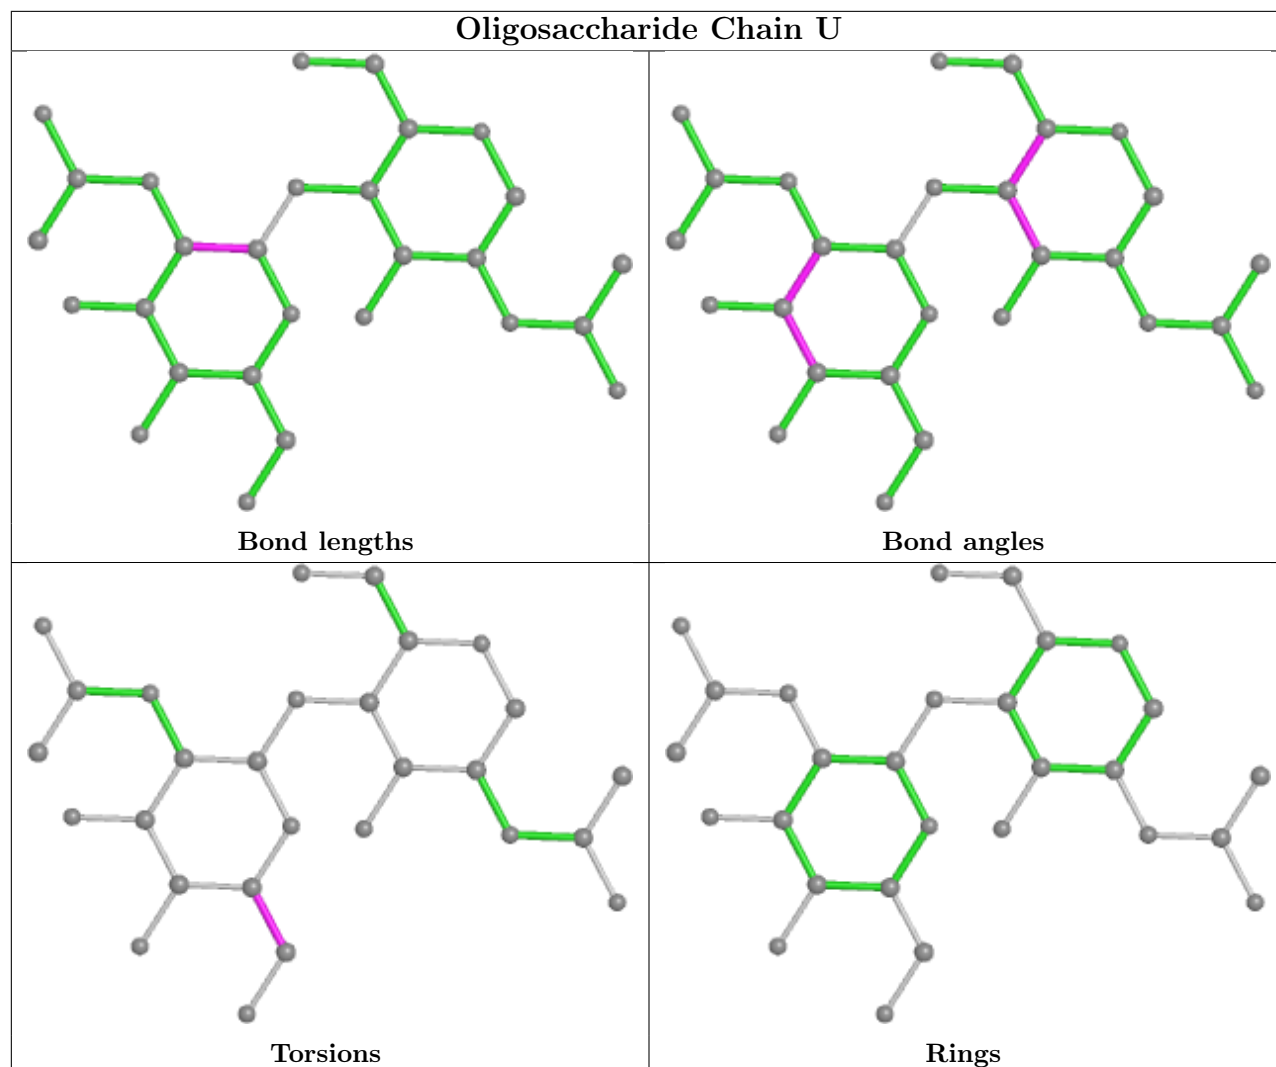 Oligosaccharide Chain U
Bond lengths
Bond angles
Torsions
Rings